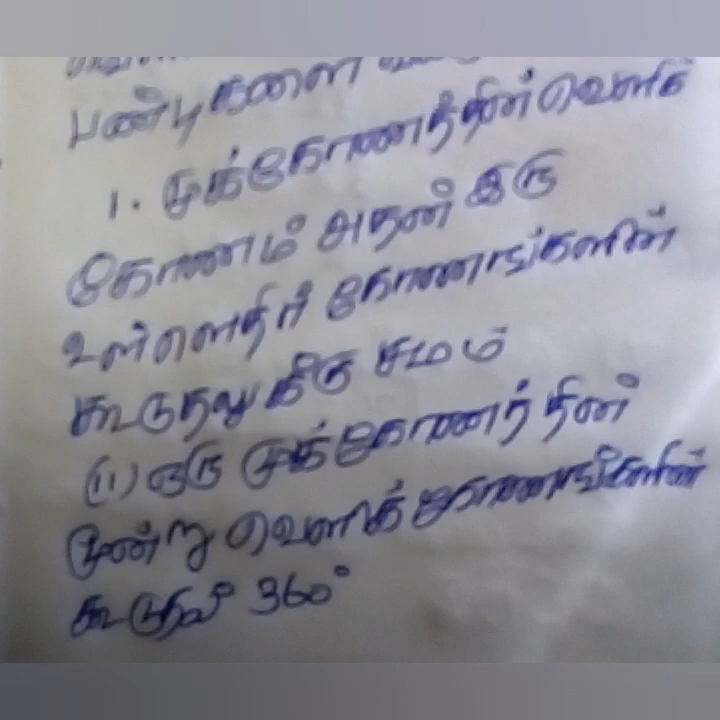 பண்புகளை
1. முக்கோணத்தின் வெளிக்
கோணம் அதன் இரு
உள்ளெதிர் கோணங்களின்
கூடுதலுக்கு சமம்
(ii) ஒரு முக்கோணத்தின்
மூன்று வெளிக் கோணங்களின்
கூடுதல் 360°